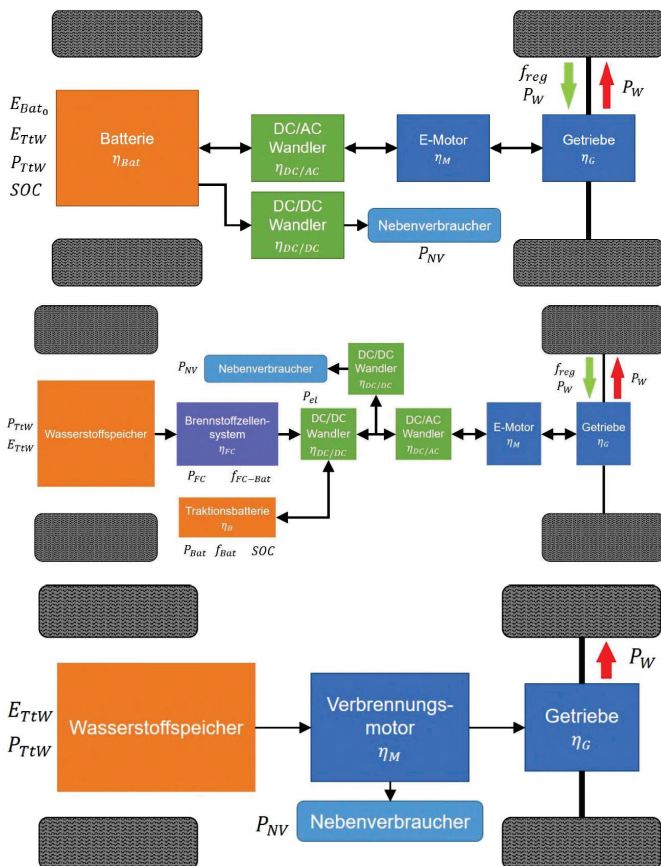 f_reg
P_W
P_W
E_Bat₀
E_TtW
P_TtW
SOC
Batterie
η_Bat
DC/AC
Wandler
η_DC/AC
E-Motor
η_M
Getriebe
η_G
DC/DC
Wandler
η_DC/DC
Nebenverbraucher
P_NV
P_NV
Nebenverbraucher
DC/DC
Wandler
η_DC/DC
f_reg
P_W
P_W
P_TtW
E_TtW
Wasserstoffspeicher
Brennstoffzellen-
system
η_FC
P_el
DC/DC
Wandler
η_DC/DC
DC/AC
Wandler
η_DC/AC
E-Motor
η_M
Getriebe
η_G
P_FC f_FC-Bat
Traktionsbatterie
η_B
P_Bat f_Bat SOC
P_W
E_TtW
P_TtW
Wasserstoffspeicher
Verbrennungs-
motor
η_M
Getriebe
η_G
P_NV
Nebenverbraucher